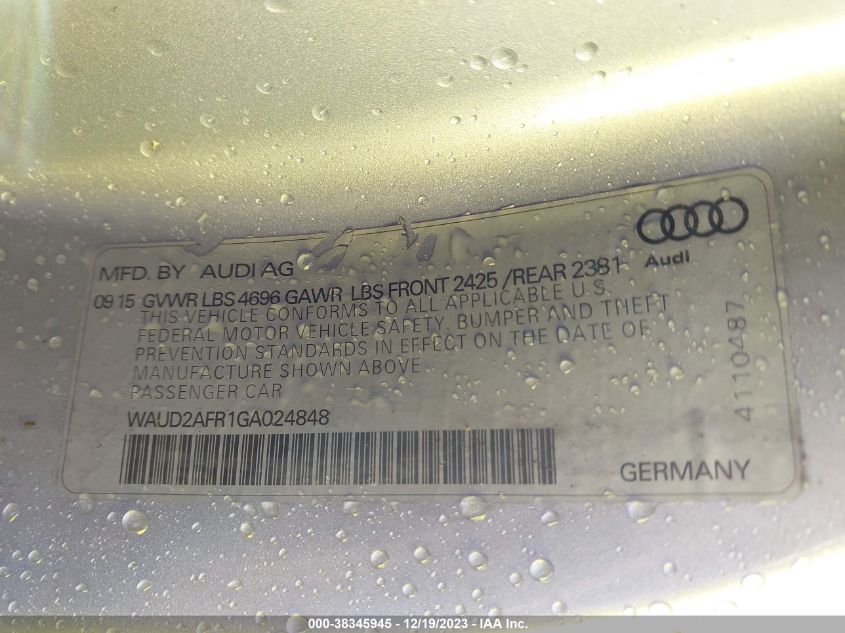 MFD. BY AUDI AG
Audi
09 15 GVWR LBS 4696 GAWR LBS FRONT 2425 /REAR 2381
THIS VEHICLE CONFORMS TO ALL APPLICABLE U.S.
FEDERAL MOTOR VEHICLE SAFETY, BUMPER AND THEFT
PREVENTION STANDARDS IN EFFECT ON THE DATE OF
MANUFACTURE SHOWN ABOVE
PASSENGER CAR
WAUD2AFR1GA024848
4110487
GERMANY
000-38345945 - 12/19/2023 - IAA Inc.